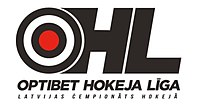 OHL
OPTIBET HOKEJA LĪGA
LATVIJAS ČEMPIONĀTS HOKEJĀ